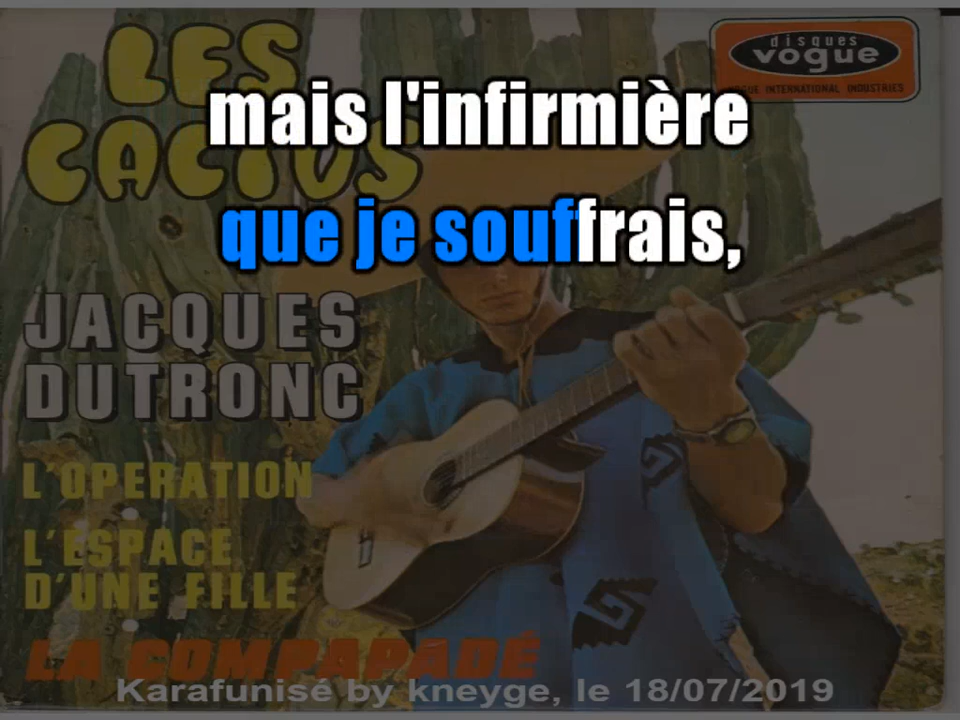 LES
CACTUS
disques
vogue
VOGUE INTERNATIONAL INDUSTRIES
mais l'infirmière
que je souffrais,
JACQUES
DUTRONC
L'OPERATION
L'ESPACE
D'UNE FILLE
LA COMPAPADÉ
Karafunisé by kneyge, le 18/07/2019